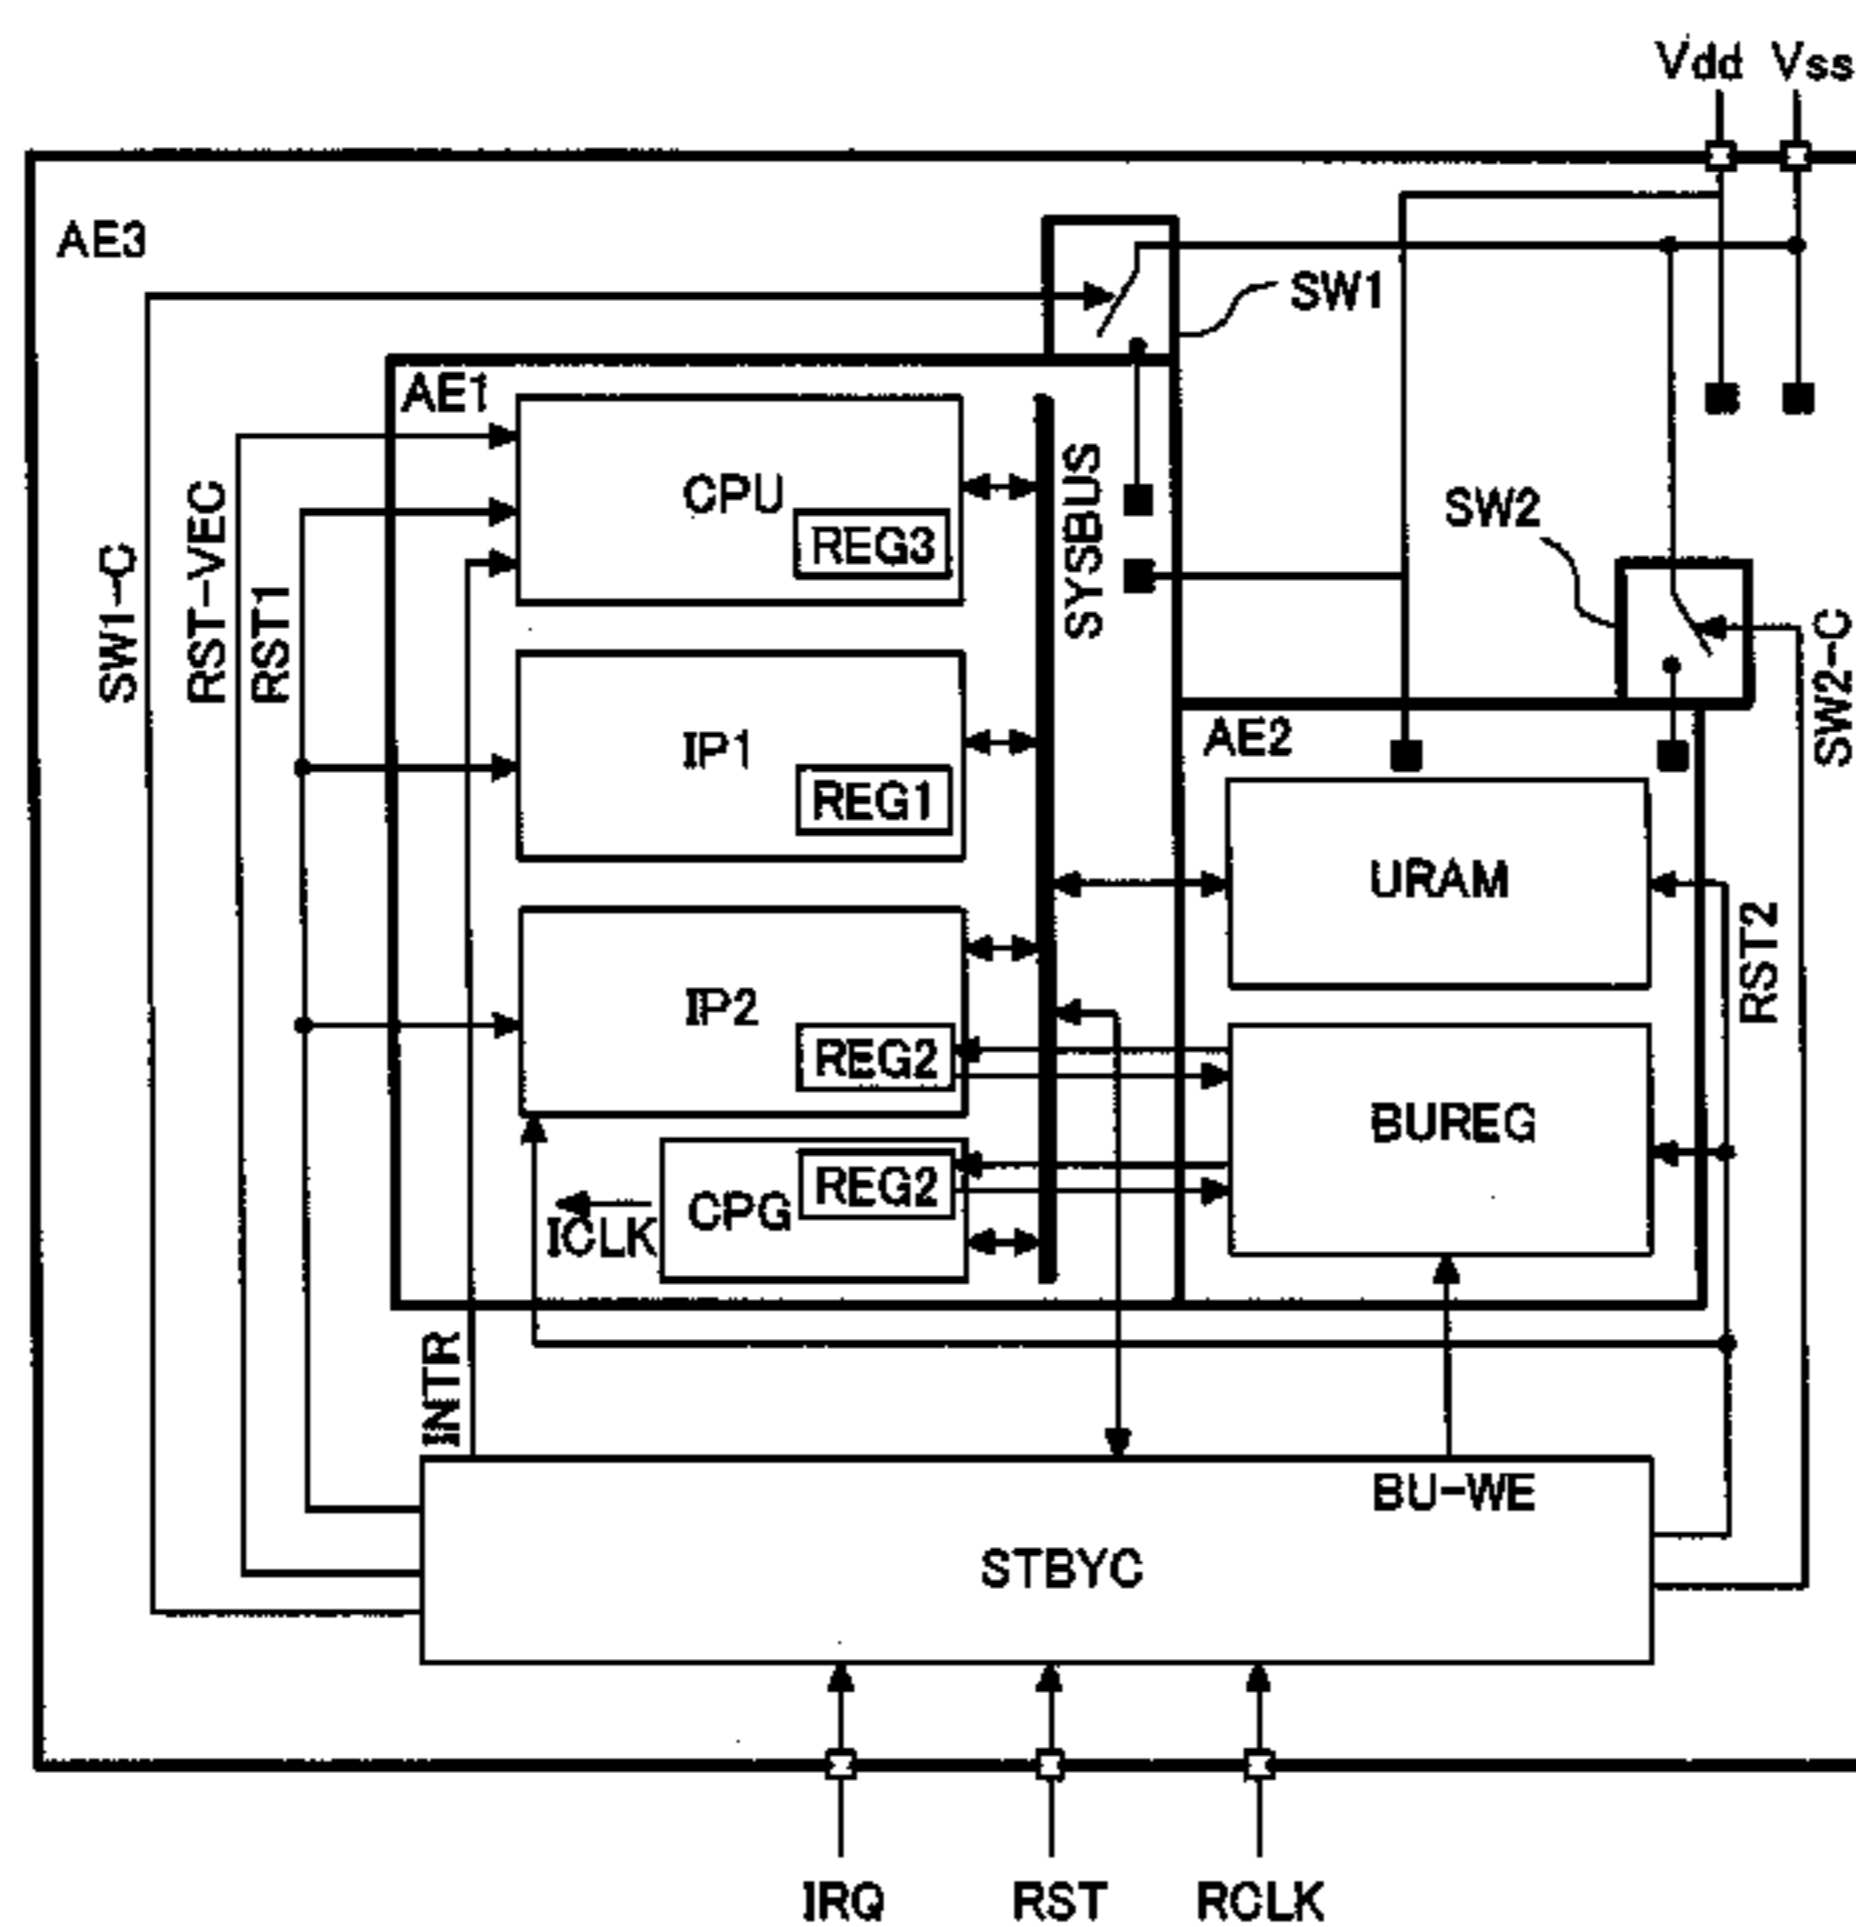 Vdd Vss
AE3
SW1
AE1
CPU
REG3
SYSBUS
SW2
SW1-C
RST-VEC
RST1
SW2-C
IP1
REG1
AE2
URAM
RST2
IP2
REG2
BUREG
CPG
REG2
ICLK
INTR
BU-WE
STBYC
IRQ RST RCLK